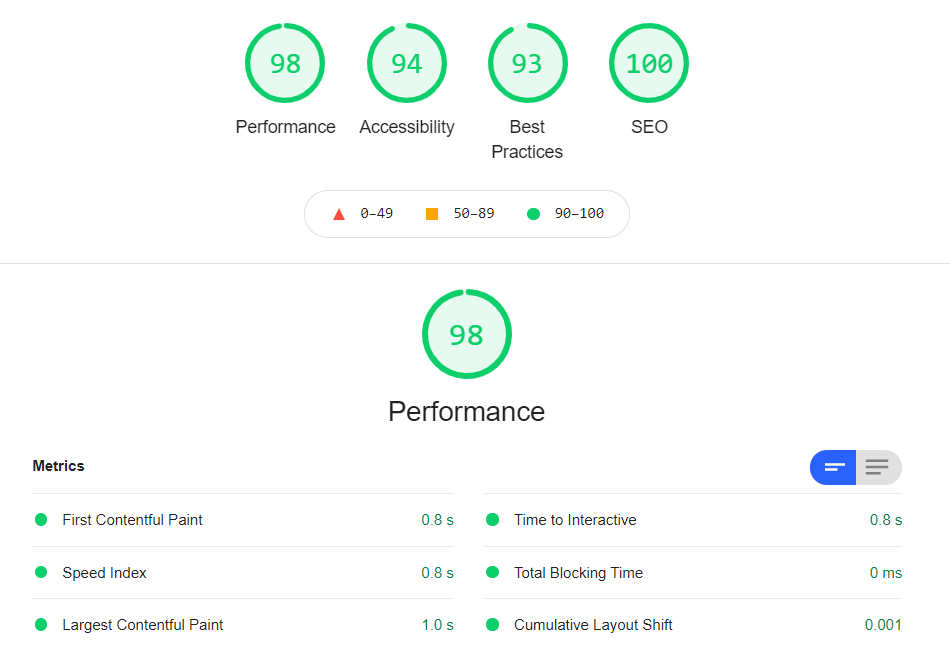 98 94 93 100
Performance Accessibility Best Practices SEO
0–49 50–89 90–100
98
Performance
Metrics
First Contentful Paint 0.8 s
Time to Interactive 0.8 s
Speed Index 0.8 s
Total Blocking Time 0 ms
Largest Contentful Paint 1.0 s
Cumulative Layout Shift 0.001